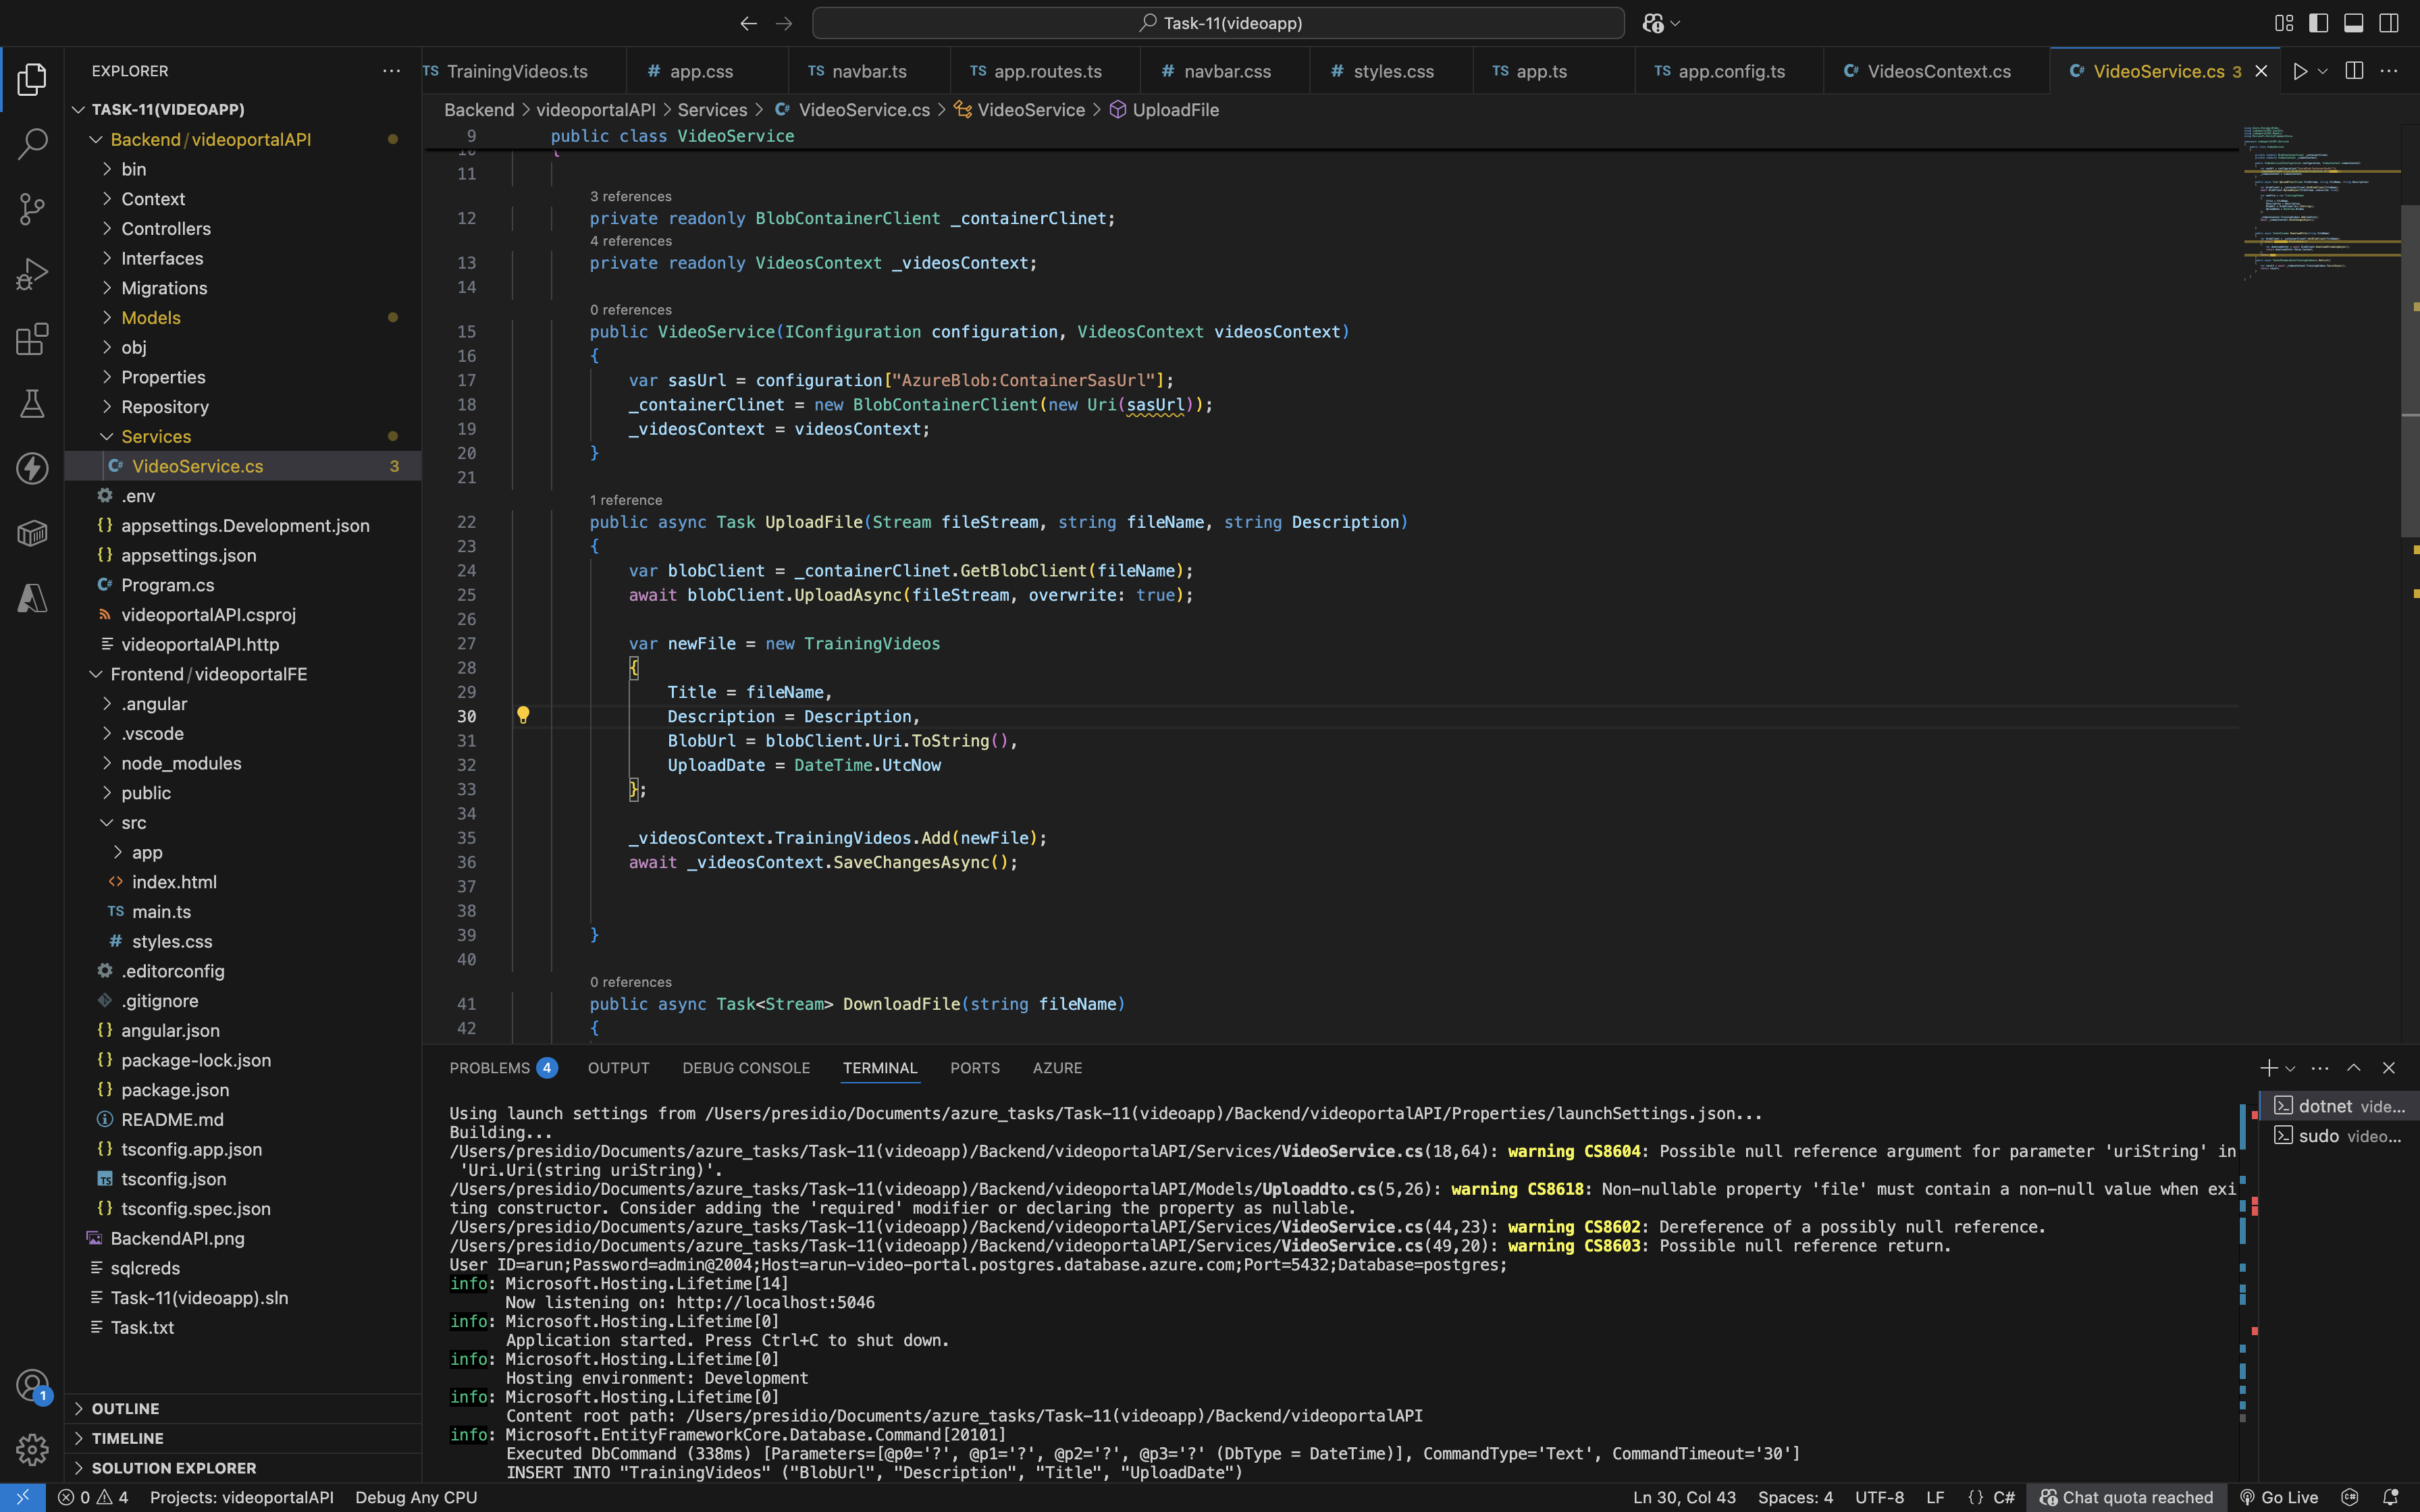 Task-11(videoapp)
EXPLORER
TASK-11(VIDEOAPP)
Backend/videoportalAPI
bin
Context
Controllers
Interfaces
Migrations
Models
obj
Properties
Repository
Services
VideoService.cs 3
.env
appsettings.Development.json
appsettings.json
Program.cs
videoportalAPI.csproj
videoportalAPI.http
Frontend/videoportalFE
.angular
.vscode
node_modules
public
src
app
index.html
main.ts
styles.css
.editorconfig
.gitignore
angular.json
package-lock.json
package.json
README.md
tsconfig.app.json
tsconfig.json
tsconfig.spec.json
BackendAPI.png
sqlcreds
Task-11(videoapp).sln
Task.txt
OUTLINE
TIMELINE
SOLUTION EXPLORER
TS TrainingVideos.ts # app.css TS navbar.ts TS app.routes.ts # navbar.css # styles.css TS app.ts TS app.config.ts C# VideosContext.cs C# VideoService.cs 3
Backend > videoportalAPI > Services > C# VideoService.cs > VideoService > UploadFile
9 public class VideoService
10 {
11
3 references
12 private readonly BlobContainerClient _containerClinet;
4 references
13 private readonly VideosContext _videosContext;
14
0 references
15 public VideoService(IConfiguration configuration, VideosContext videosContext)
16 {
17 var sasUrl = configuration["AzureBlob:ContainerSasUrl"];
18 _containerClinet = new BlobContainerClient(new Uri(sasUrl));
19 _videosContext = videosContext;
20 }
21
1 reference
22 public async Task UploadFile(Stream fileStream, string fileName, string Description)
23 {
24 var blobClient = _containerClinet.GetBlobClient(fileName);
25 await blobClient.UploadAsync(fileStream, overwrite: true);
26
27 var newFile = new TrainingVideos
28 {
29 Title = fileName,
30 Description = Description,
31 BlobUrl = blobClient.Uri.ToString(),
32 UploadDate = DateTime.UtcNow
33 };
34
35 _videosContext.TrainingVideos.Add(newFile);
36 await _videosContext.SaveChangesAsync();
37
38
39 }
40
0 references
41 public async Task<Stream> DownloadFile(string fileName)
42 {
PROBLEMS 4 OUTPUT DEBUG CONSOLE TERMINAL PORTS AZURE
Using launch settings from /Users/presidio/Documents/azure_tasks/Task-11(videoapp)/Backend/videoportalAPI/Properties/launchSettings.json...
Building...
/Users/presidio/Documents/azure_tasks/Task-11(videoapp)/Backend/videoportalAPI/Services/VideoService.cs(18,64): warning CS8604: Possible null reference argument for parameter 'uriString' in
'Uri.Uri(string uriString)'.
/Users/presidio/Documents/azure_tasks/Task-11(videoapp)/Backend/videoportalAPI/Models/Uploaddto.cs(5,26): warning CS8618: Non-nullable property 'file' must contain a non-null value when exi
ting constructor. Consider adding the 'required' modifier or declaring the property as nullable.
/Users/presidio/Documents/azure_tasks/Task-11(videoapp)/Backend/videoportalAPI/Services/VideoService.cs(44,23): warning CS8602: Dereference of a possibly null reference.
/Users/presidio/Documents/azure_tasks/Task-11(videoapp)/Backend/videoportalAPI/Services/VideoService.cs(49,20): warning CS8603: Possible null reference return.
User ID=arun;Password=admin@2004;Host=arun-video-portal.postgres.database.azure.com;Port=5432;Database=postgres;
info: Microsoft.Hosting.Lifetime[14]
Now listening on: http://localhost:5046
info: Microsoft.Hosting.Lifetime[0]
Application started. Press Ctrl+C to shut down.
info: Microsoft.Hosting.Lifetime[0]
Hosting environment: Development
info: Microsoft.Hosting.Lifetime[0]
Content root path: /Users/presidio/Documents/azure_tasks/Task-11(videoapp)/Backend/videoportalAPI
info: Microsoft.EntityFrameworkCore.Database.Command[20101]
Executed DbCommand (338ms) [Parameters=[@p0='?', @p1='?', @p2='?', @p3='?' (DbType = DateTime)], CommandType='Text', CommandTimeout='30']
INSERT INTO "TrainingVideos" ("BlobUrl", "Description", "Title", "UploadDate")
dotnet vide...
sudo video...
1
0 4 Projects: videoportalAPI Debug Any CPU
Ln 30, Col 43 Spaces: 4 UTF-8 LF {} C# Chat quota reached Go Live